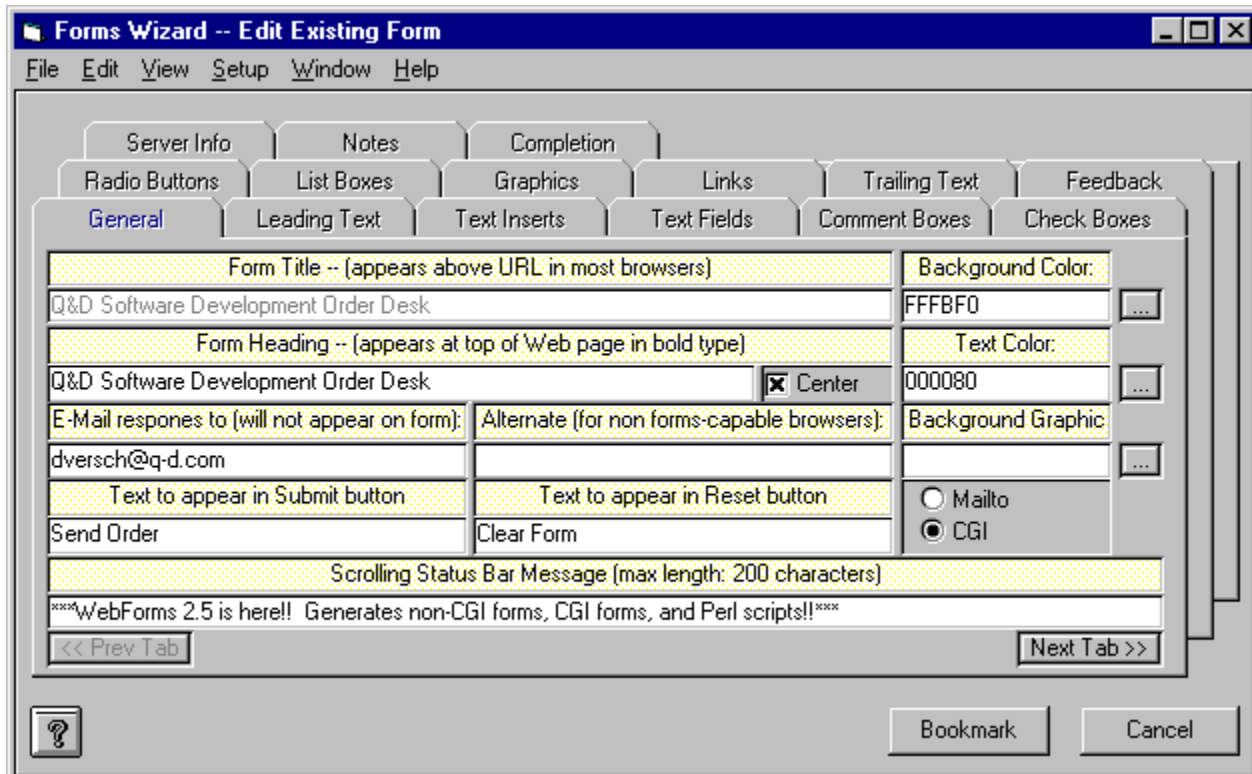 Forms Wizard -- Edit Existing Form
File Edit View Setup Window Help
Server Info Notes Completion
Radio Buttons List Boxes Graphics Links Trailing Text Feedback
General Leading Text Text Inserts Text Fields Comment Boxes Check Boxes
Form Title -- (appears above URL in most browsers) Background Color:
Q&D Software Development Order Desk FFFBF0 ...
Form Heading -- (appears at top of Web page in bold type) Text Color:
Q&D Software Development Order Desk Center 000080 ...
E-Mail respones to (will not appear on form): Alternate (for non forms-capable browsers): Background Graphic
dversch@q-d.com ...
Text to appear in Submit button Text to appear in Reset button Mailto
Send Order Clear Form CGI
Scrolling Status Bar Message (max length: 200 characters)
***WebForms 2.5 is here!! Generates non-CGI forms, CGI forms, and Perl scripts!!***
<< Prev Tab Next Tab >>
? Bookmark Cancel